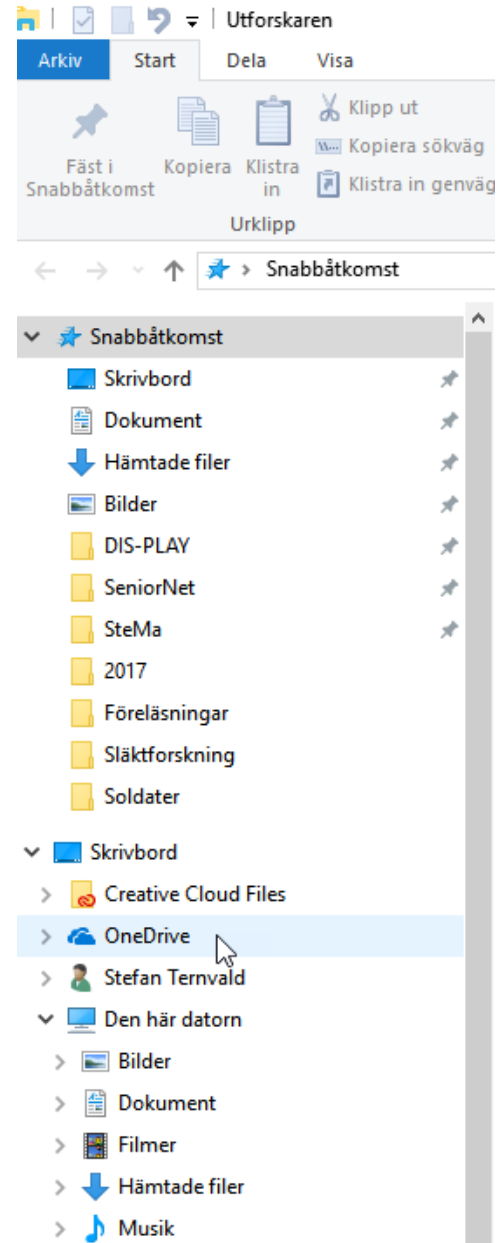 Utforskaren
Arkiv Start Dela Visa
Fäst i Snabbåtkomst
Kopiera
Klistra in
Klipp ut
Kopiera sökväg
Klistra in genväg
Urklipp
Snabbåtkomst
Snabbåtkomst
Skrivbord
Dokument
Hämtade filer
Bilder
DIS-PLAY
SeniorNet
SteMa
2017
Föreläsningar
Släktforskning
Soldater
Skrivbord
Creative Cloud Files
OneDrive
Stefan Ternvald
Den här datorn
Bilder
Dokument
Filmer
Hämtade filer
Musik